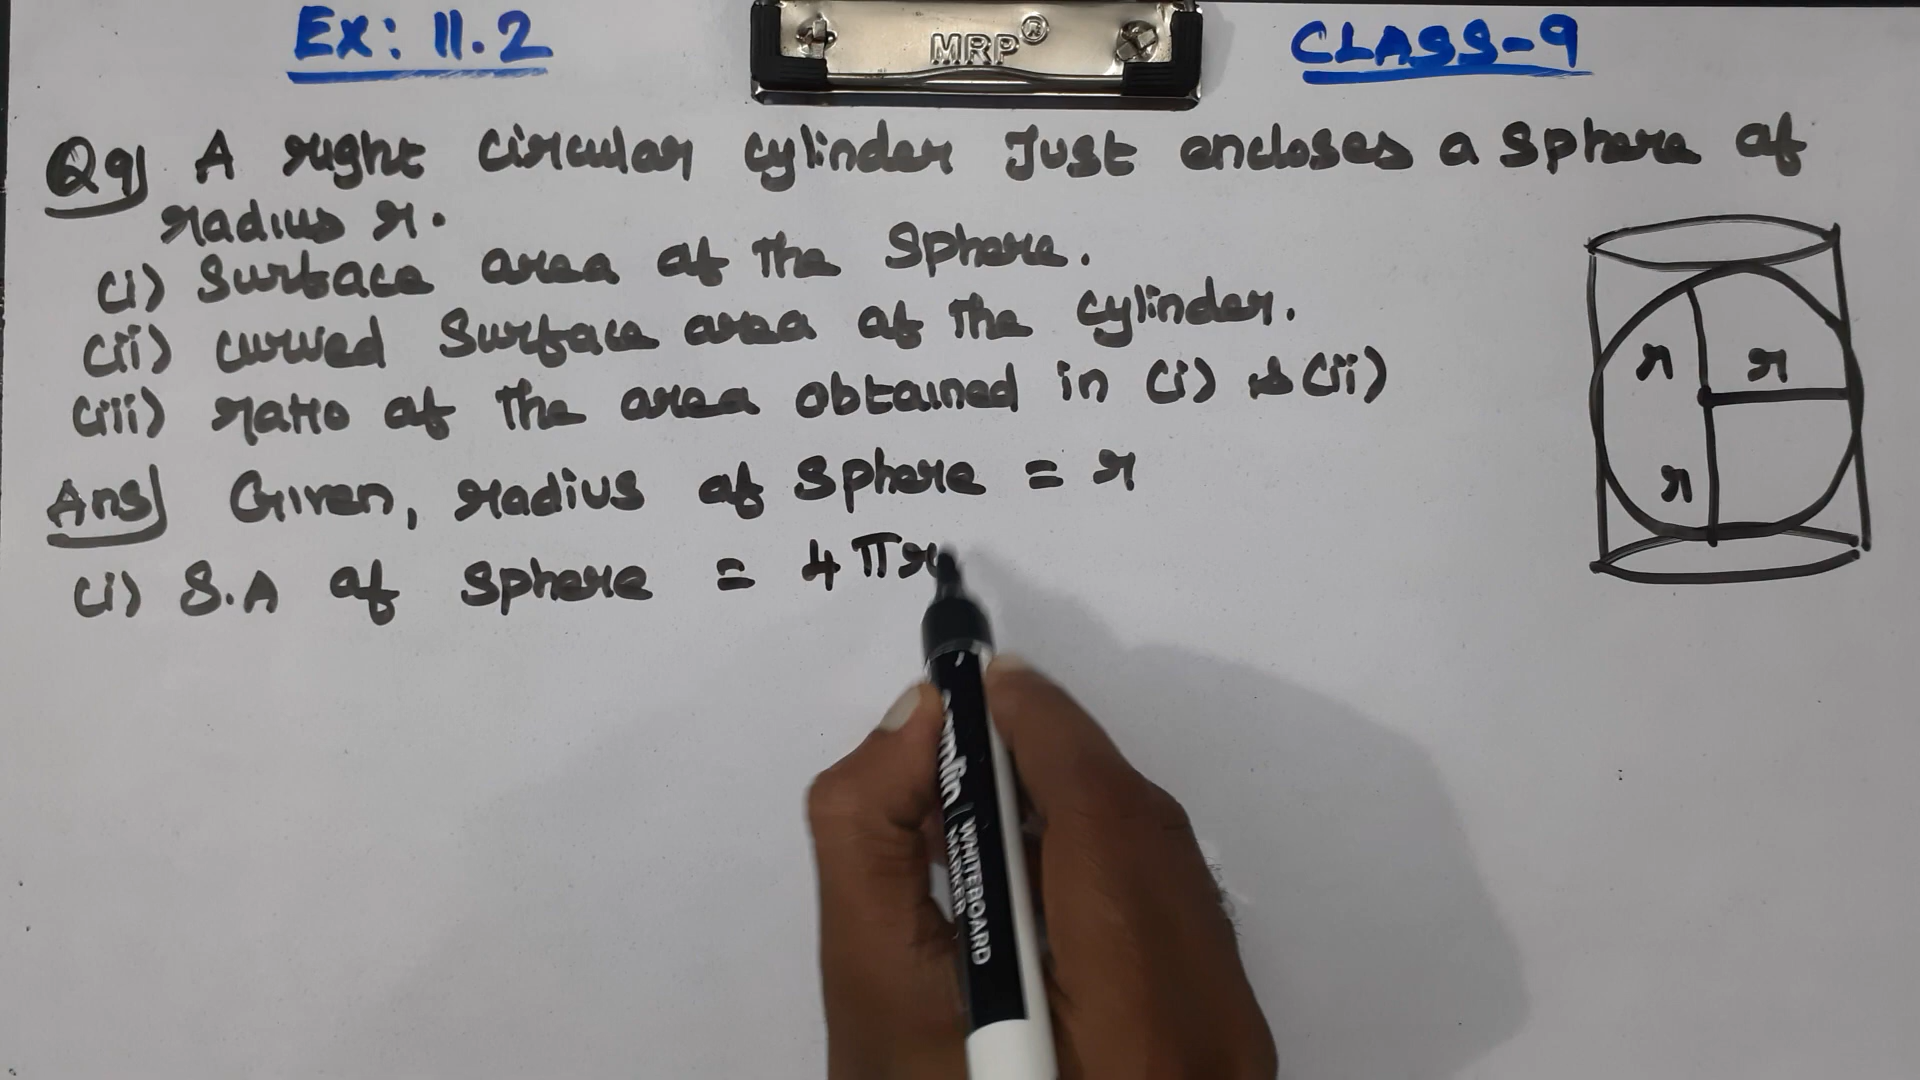 Ex: 11.2
MRP®
CLASS-9
Q9) A right circular cylinder Just encloses a sphere of
radius r.
(i) Surface area of the Sphere.
(ii) curved Surface area of the cylinder.
(iii) ratio of the area obtained in (i) & (ii)
r r
r
Ans) Given, radius of sphere = r
(i) S.A of sphere = 4πr
WHITEBOARD
MARKER